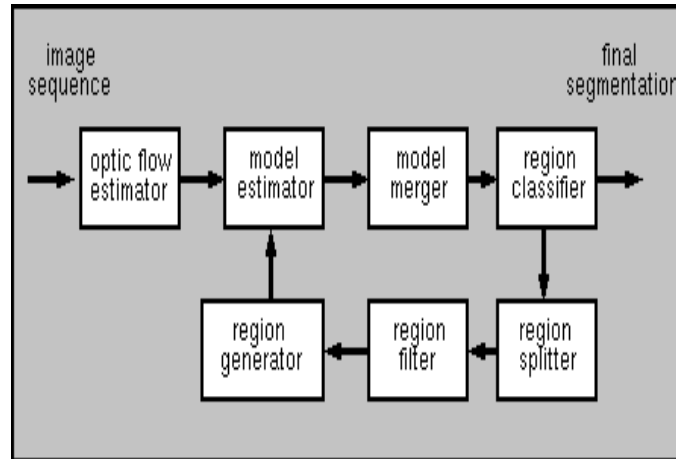 image
sequence
final
segmentation
optic flow
estimator
model
estimator
model
merger
region
classifier
region
generator
region
filter
region
splitter